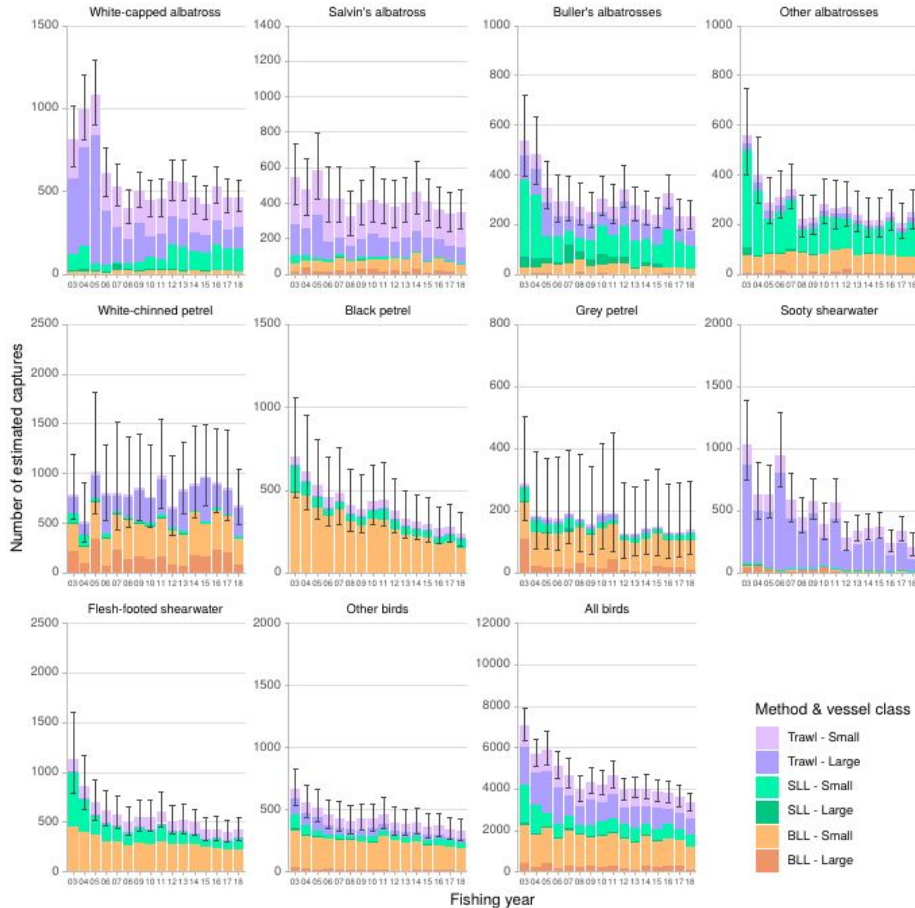 White-capped albatross
Salvin's albatross
Buller's albatrosses
Other albatrosses
1500
1000
500
0
1400
1200
1000
800
600
400
200
0
1000
800
600
400
200
0
1000
800
600
400
200
0
03 04 05 06 07 08 09 10 11 12 13 14 15 16 17 18
03 04 05 06 07 08 09 10 11 12 13 14 15 16 17 18
03 04 05 06 07 08 09 10 11 12 13 14 15 16 17 18
03 04 05 06 07 08 09 10 11 12 13 14 15 16 17 18
White-chinned petrel
Black petrel
Grey petrel
Sooty shearwater
2500
2000
1500
1000
500
0
1500
1000
500
0
800
600
400
200
0
2000
1500
1000
500
0
03 04 05 06 07 08 09 10 11 12 13 14 15 16 17 18
03 04 05 06 07 08 09 10 11 12 13 14 15 16 17 18
03 04 05 06 07 08 09 10 11 12 13 14 15 16 17 18
03 04 05 06 07 08 09 10 11 12 13 14 15 16 17 18
Number of estimated captures
Flesh-footed shearwater
Other birds
All birds
2500
2000
1500
1000
500
0
2000
1500
1000
500
0
12000
10000
8000
6000
4000
2000
0
03 04 05 06 07 08 09 10 11 12 13 14 15 16 17 18
03 04 05 06 07 08 09 10 11 12 13 14 15 16 17 18
03 04 05 06 07 08 09 10 11 12 13 14 15 16 17 18
Fishing year
Method & vessel class
Trawl - Small
Trawl - Large
SLL - Small
SLL - Large
BLL - Small
BLL - Large